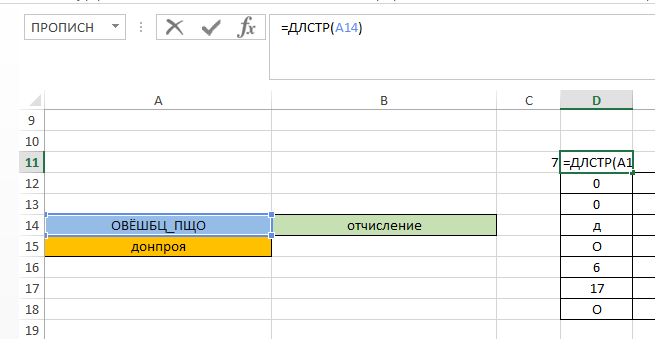 ПРОПИСН =ДЛСТР(A14)
A B C D
9
10
11 7 =ДЛСТР(A1
12 0
13 0
14 ОВЁШБЦ_ПЩО отчисление д
15 донпроя О
16 6
17 17
18 О
19